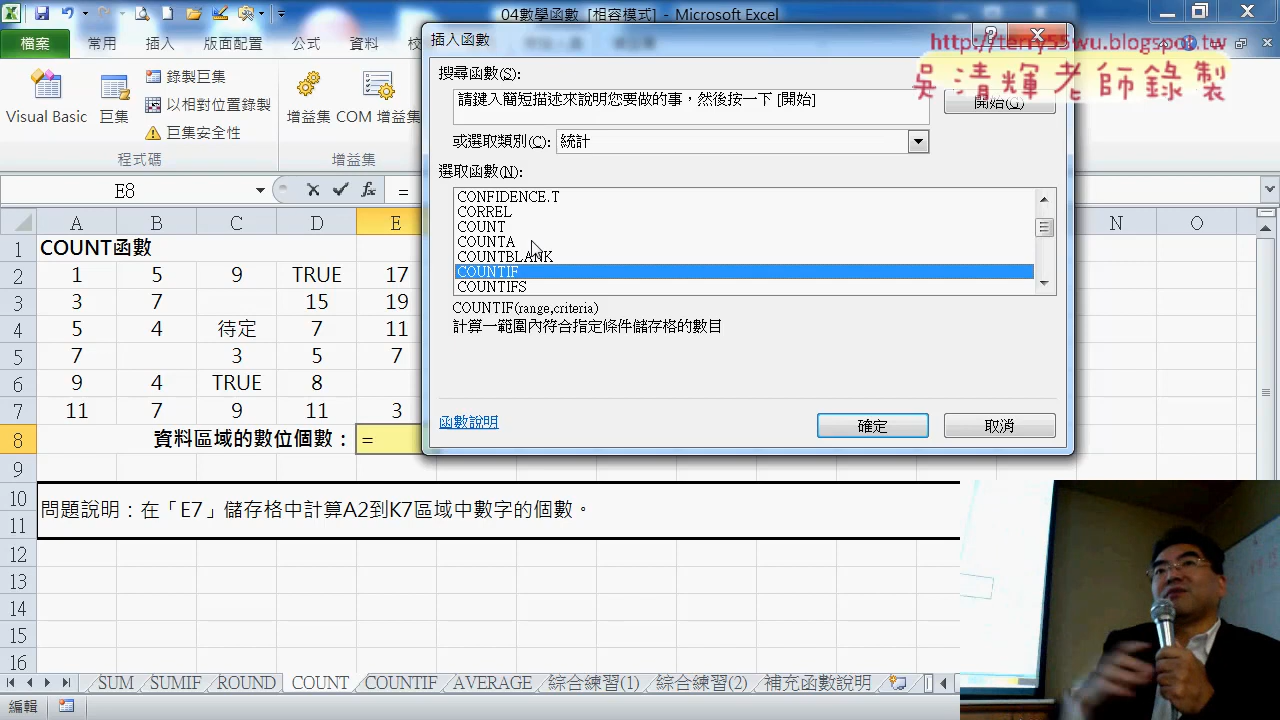 04數學函數 [相容模式] - Microsoft Excel
檔案 常用 插入 版面配置 公式 資料
http://terry55wu.blogspot.tw
吳清輝老師錄製
Visual Basic 巨集
錄製巨集
以相對位置錄製
巨集安全性
增益集 COM 增益集
程式碼 增益集
插入函數
搜尋函數(S):
請鍵入簡短描述來說明您要做的事，然後按一下 [開始]
開始(G)
或選取類別(C): 統計
選取函數(N):
CONFIDENCE.T
CORREL
COUNT
COUNTA
COUNTBLANK
COUNTIF
COUNTIFS
COUNTIF(range,criteria)
計算一範圍內符合指定條件儲存格的數目
函數說明 確定 取消
E8 fx =
A B C D E N O
1 COUNT函數
2 1 5 9 TRUE 17
3 3 7 15 19
4 5 4 待定 7 11
5 7 3 5 7
6 9 4 TRUE 8
7 11 7 9 11 3
8 資料區域的數位個數： =
9
10
問題說明：在「E7」儲存格中計算A2到K7區域中數字的個數。
11
12
13
14
15
16
SUM SUMIF ROUND COUNT COUNTIF AVERAGE 綜合練習(1) 綜合練習(2) 補充函數說明
編輯